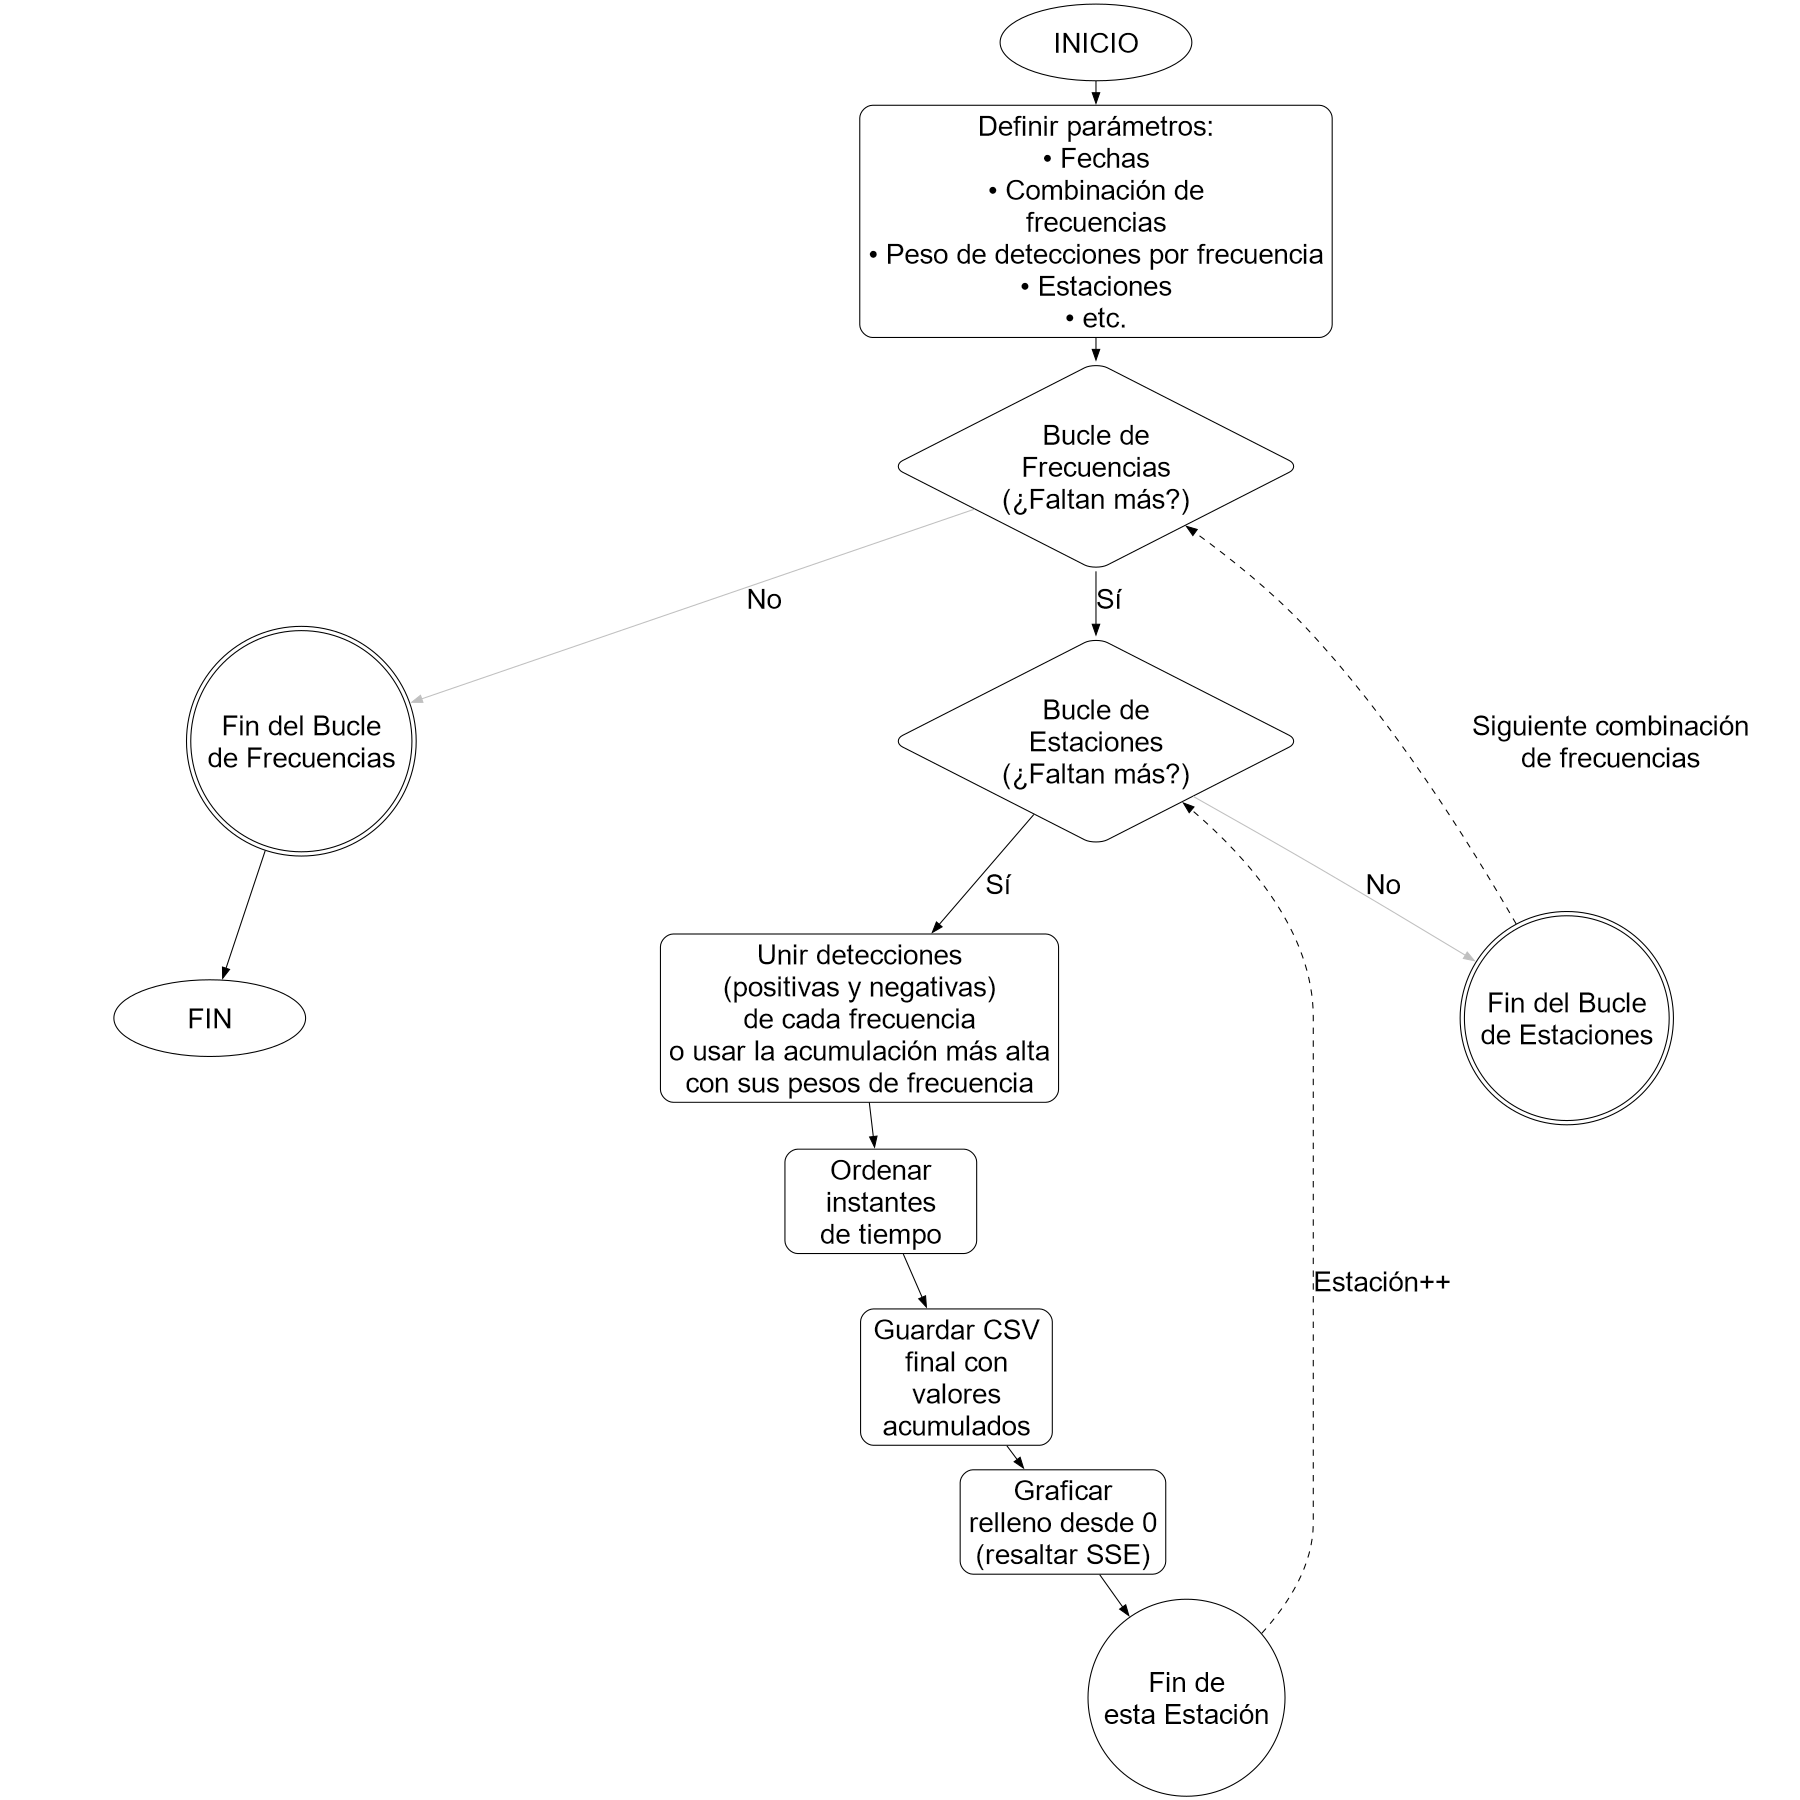 INICIO
Definir parámetros:
• Fechas
• Combinación de
frecuencias
• Peso de detecciones por frecuencia
• Estaciones
• etc.
Bucle de
Frecuencias
(¿Faltan más?)
No
Sí
Fin del Bucle
de Frecuencias
Bucle de
Estaciones
(¿Faltan más?)
Siguiente combinación
de frecuencias
Sí
No
FIN
Unir detecciones
(positivas y negativas)
de cada frecuencia
o usar la acumulación más alta
con sus pesos de frecuencia
Fin del Bucle
de Estaciones
Ordenar
instantes
de tiempo
Estación++
Guardar CSV
final con
valores
acumulados
Graficar
relleno desde 0
(resaltar SSE)
Fin de
esta Estación